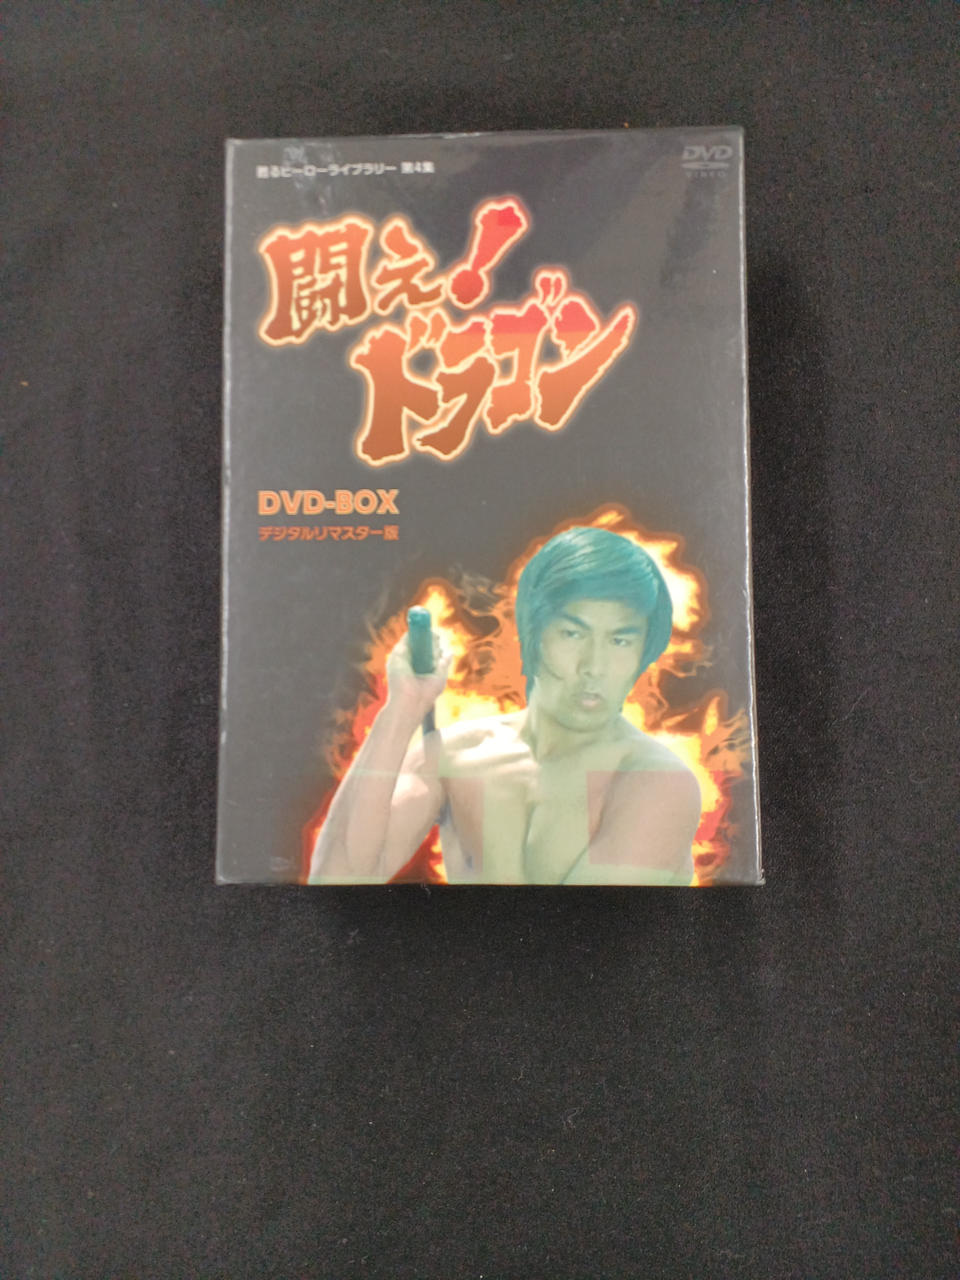 甦るヒーローライブラリー 第4集
DVD
VIDEO
闘え!
ドラゴン
DVD-BOX
デジタルリマスター版